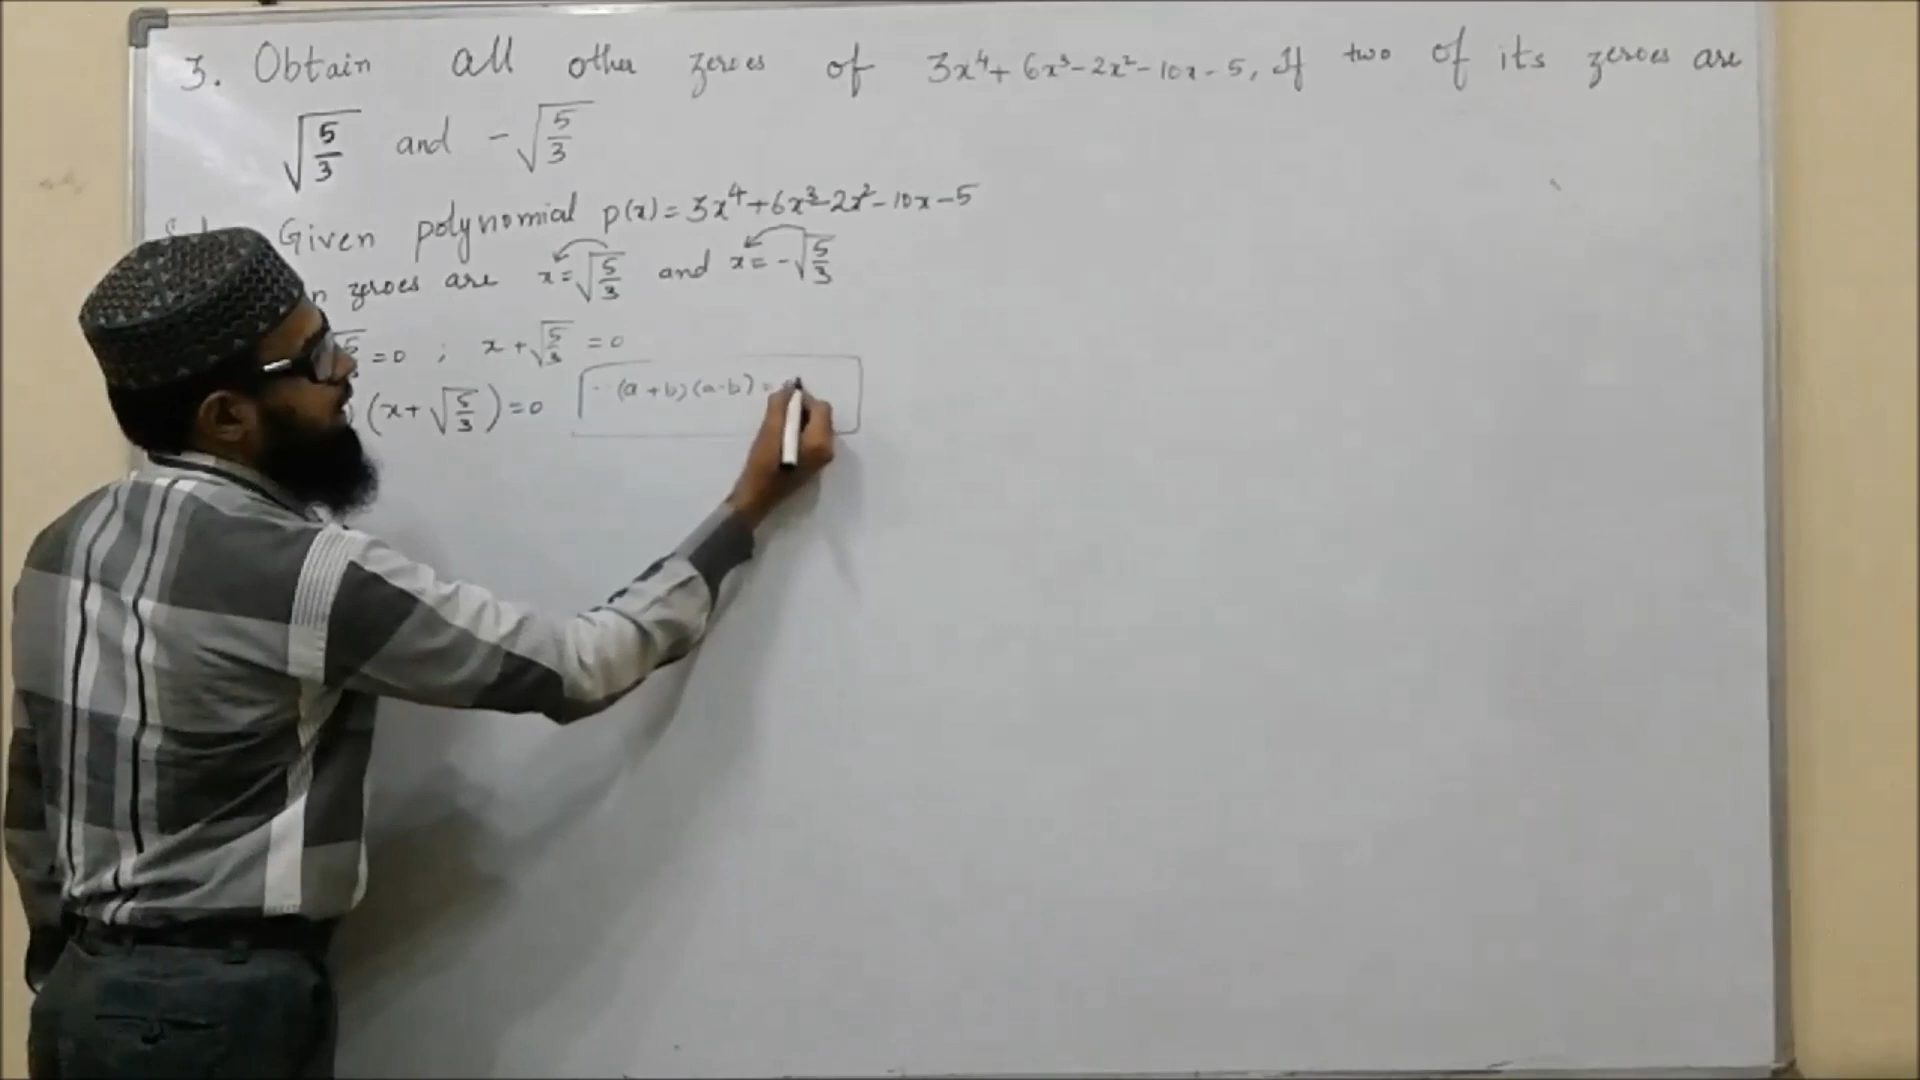 3. Obtain all other zeroes of 3x⁴+ 6x³-2x²-10x-5, If two of its zeroes are
√(5/3) and -√(5/3)
Given polynomial p(x)=3x⁴+6x³-2x²-10x-5
zeroes are x=√(5/3) and x=-√(5/3)
=0 ; x+√(5/3) =0
(x+√(5/3))=0
(a+b)(a-b)=